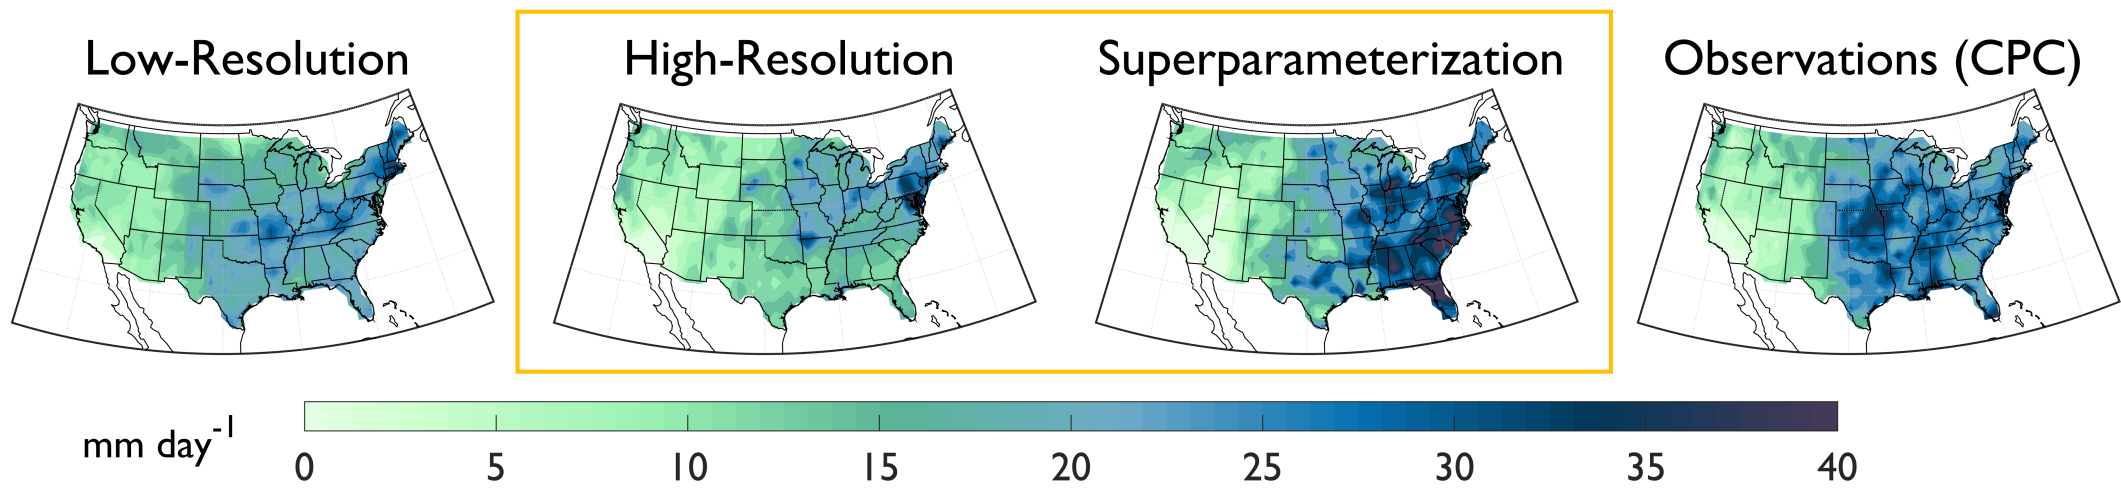 Low-Resolution High-Resolution Superparameterization Observations (CPC)
mm day-1
0 5 10 15 20 25 30 35 40